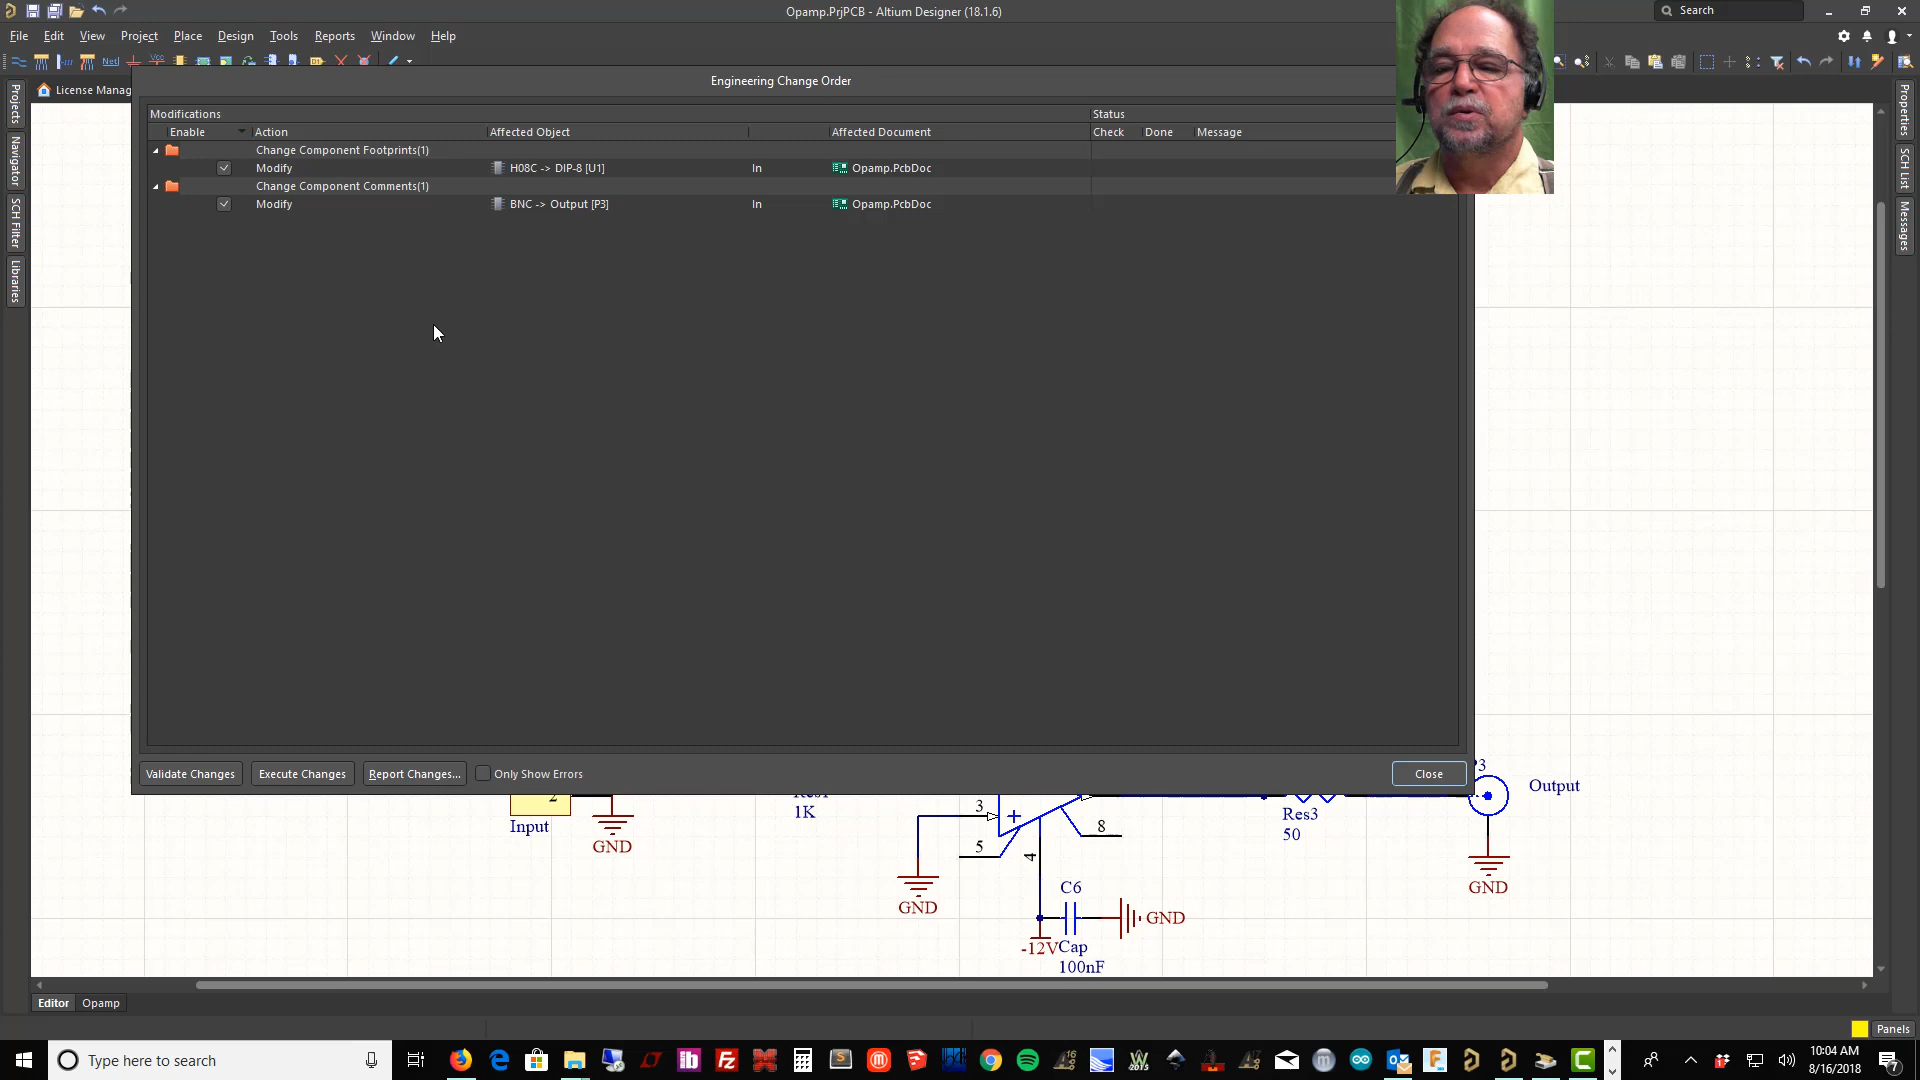 Opamp.PrjPCB - Altium Designer (18.1.6)
Search
File Edit View Project Place Design Tools Reports Window Help
Net
Vcc
License Manag
Engineering Change Order
Modifications Status
Enable Action Affected Object Affected Document Check Done Message
Change Component Footprints(1)
Modify H08C -> DIP-8 [U1] In Opamp.PcbDoc
Change Component Comments(1)
Modify BNC -> Output [P3] In Opamp.PcbDoc
Projects
Navigator
SCH Filter
Libraries
Properties
SCH List
Messages
Validate Changes Execute Changes Report Changes... Only Show Errors Close
2
Input
GND
1K
3
5
4
8
GND
C6
GND
-12V
Cap
100nF
Res3
50
Output
GND
Editor Opamp
Panels
Type here to search
10:04 AM
8/16/2018
7